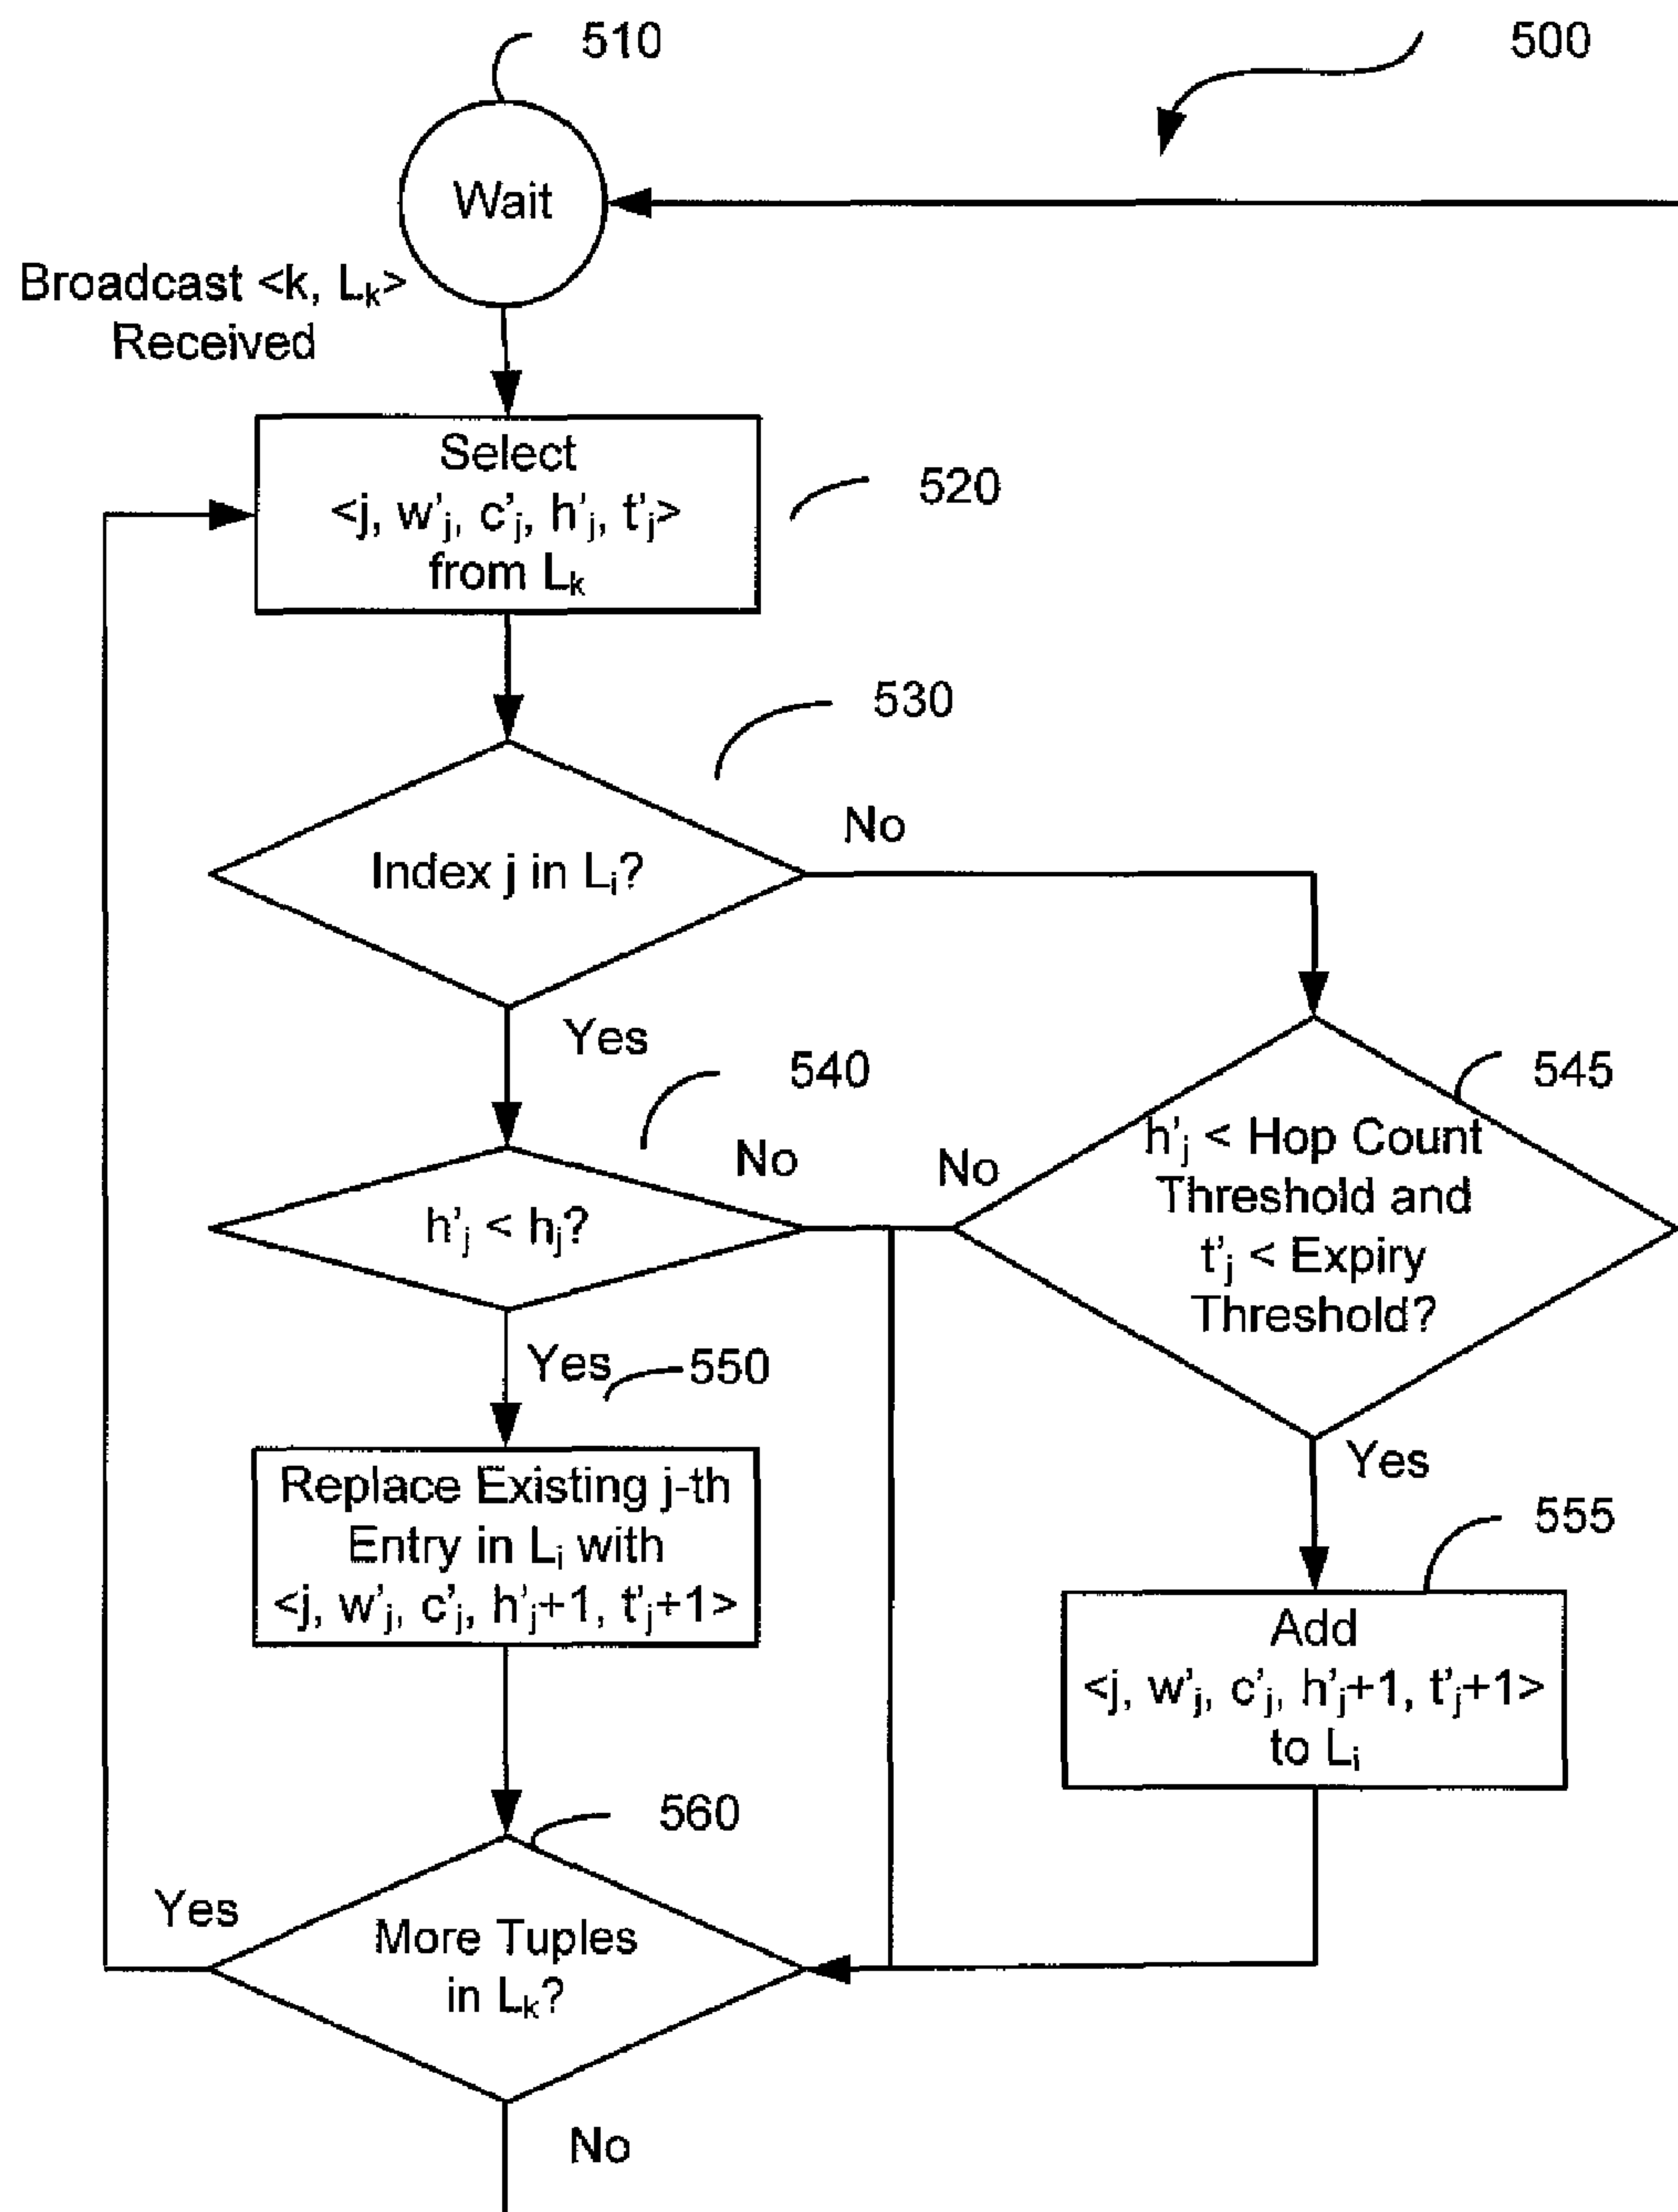 510
500
Wait
Broadcast <k, Lₖ>
Received
Select
<j, w'ⱼ, c'ⱼ, h'ⱼ, t'ⱼ>
from Lₖ
520
530
No
Index j in Lᵢ?
Yes
540
545
No
No
h'ⱼ < hⱼ?
h'ⱼ < Hop Count
Threshold and
t'ⱼ < Expiry
Threshold?
Yes
550
Yes
Replace Existing j-th
Entry in Lᵢ with
<j, w'ⱼ, c'ⱼ, h'ⱼ+1, t'ⱼ+1>
555
Add
<j, w'ⱼ, c'ⱼ, h'ⱼ+1, t'ⱼ+1>
to Lᵢ
560
Yes
More Tuples
in Lₖ?
No